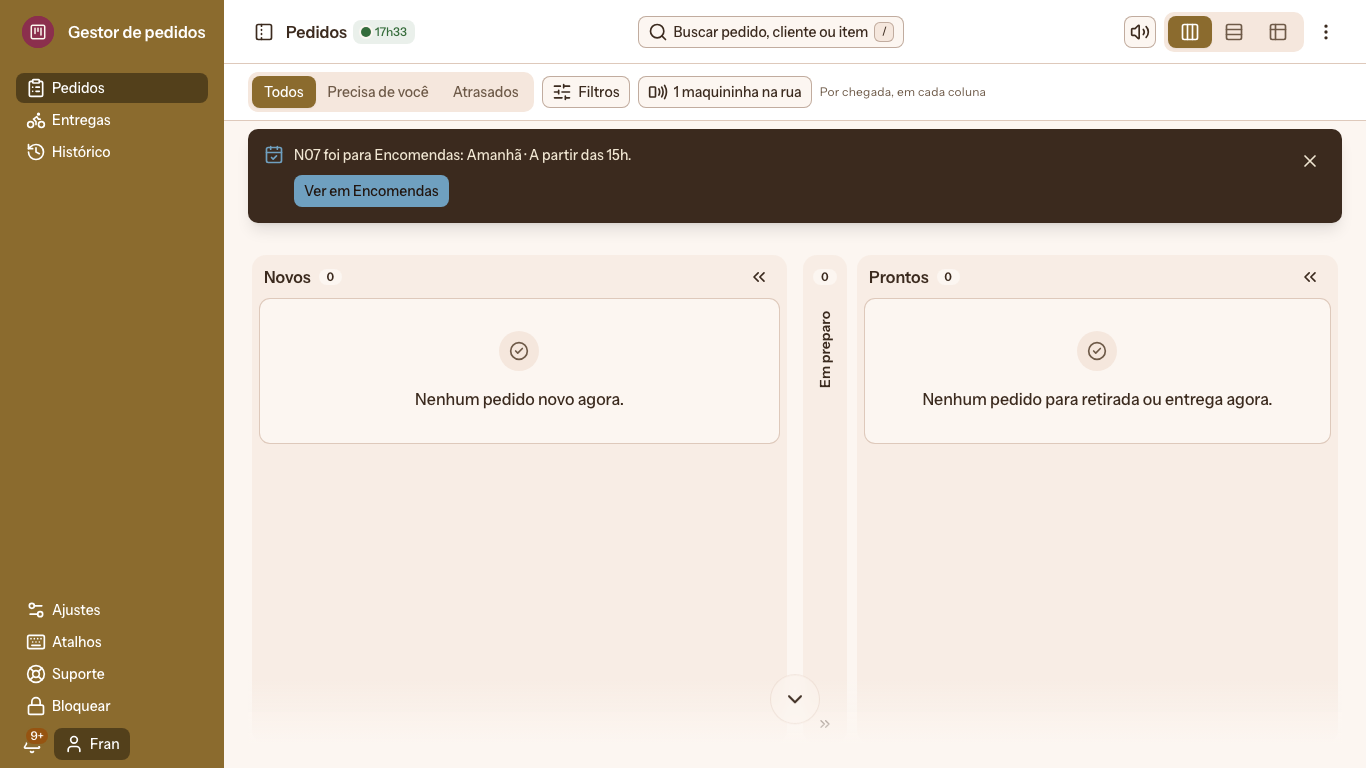 Gestor de pedidos
Pedidos
Entregas
Histórico
Ajustes
Atalhos
Suporte
Bloquear
9+
Fran
Pedidos
17h33
Buscar pedido, cliente ou item /
Todos
Precisa de você
Atrasados
Filtros
1 maquininha na rua
Por chegada, em cada coluna
N07 foi para Encomendas: Amanhã · A partir das 15h.
Ver em Encomendas
Novos 0
Nenhum pedido novo agora.
0
Em preparo
Prontos 0
Nenhum pedido para retirada ou entrega agora.